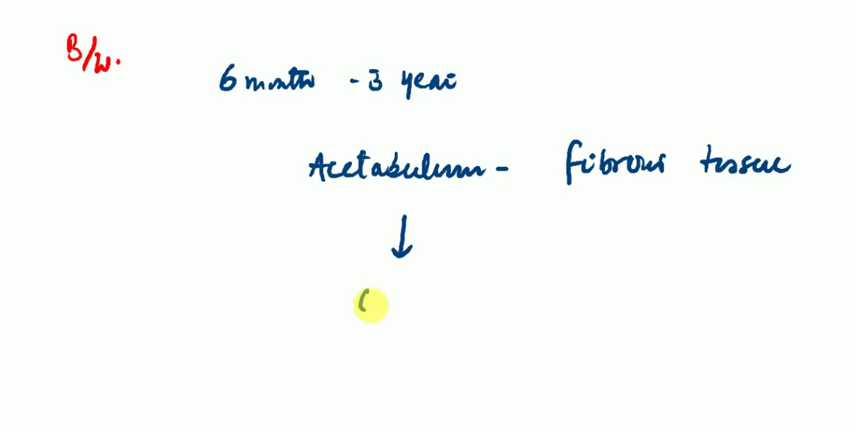 B/w.
6 month - 3 year
Acetabulum - fibrous tissue
↓
(